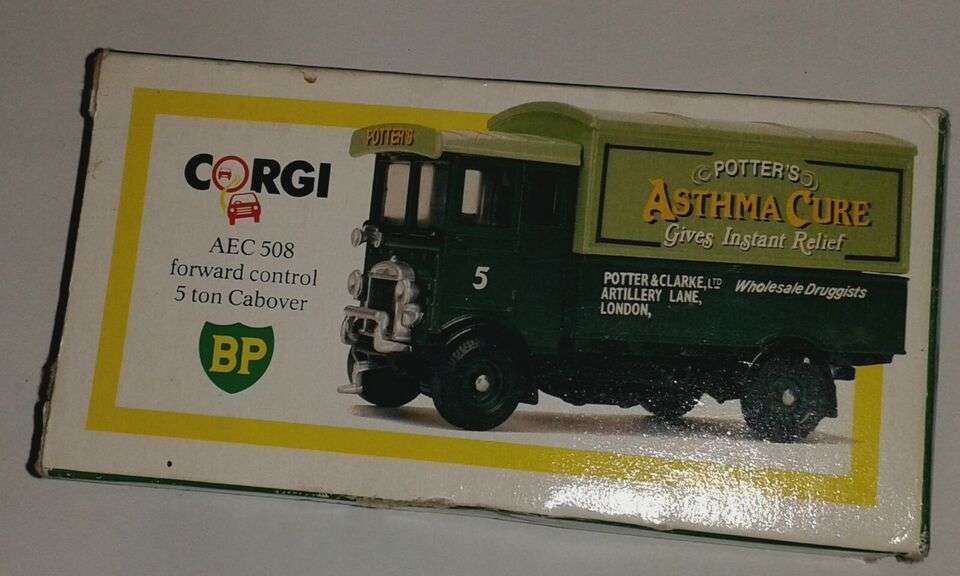 CORGI
AEC 508
forward control
5 ton Cabover
BP
POTTER'S
5
POTTER'S
ASTHMA CURE
Gives Instant Relief
POTTER & CLARKE, LTD
ARTILLERY LANE,
LONDON,
Wholesale Druggists